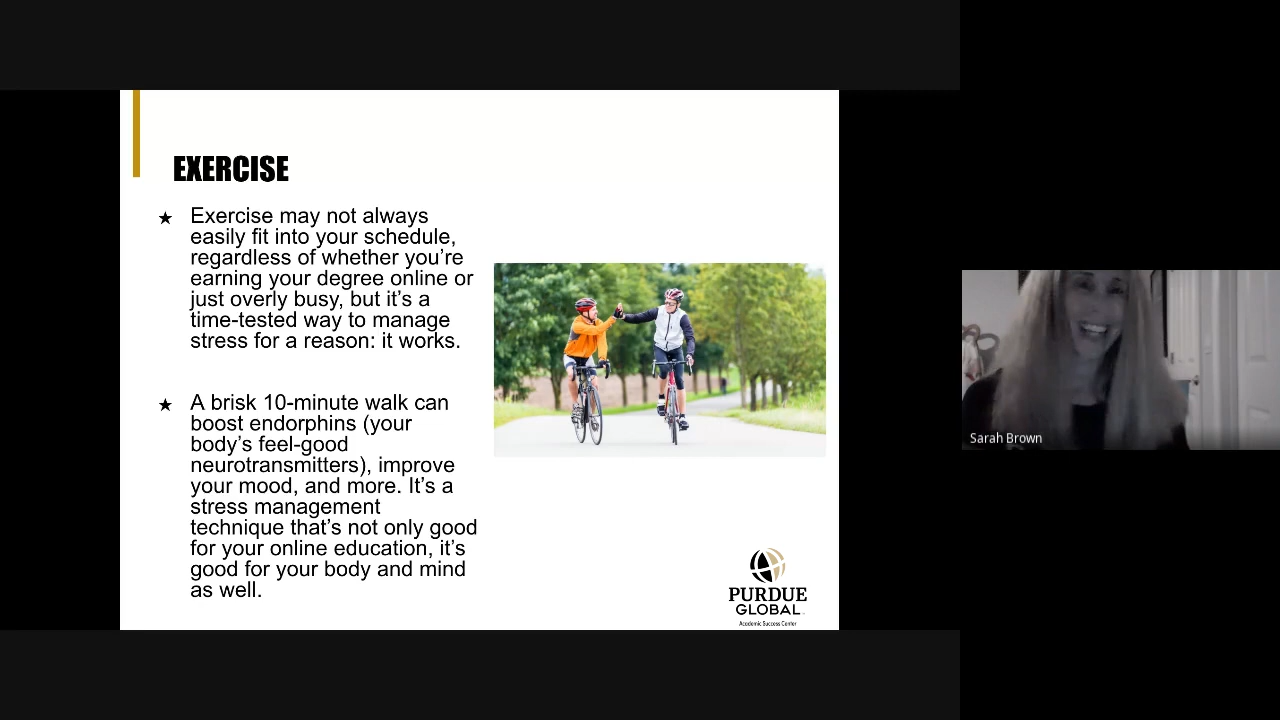 EXERCISE
★ Exercise may not always
easily fit into your schedule,
regardless of whether you’re
earning your degree online or
just overly busy, but it’s a
time-tested way to manage
stress for a reason: it works.
★ A brisk 10-minute walk can
boost endorphins (your
body’s feel-good
neurotransmitters), improve
your mood, and more. It’s a
stress management
technique that’s not only good
for your online education, it’s
good for your body and mind
as well.
PURDUE
GLOBAL
Academic Success Center
Sarah Brown